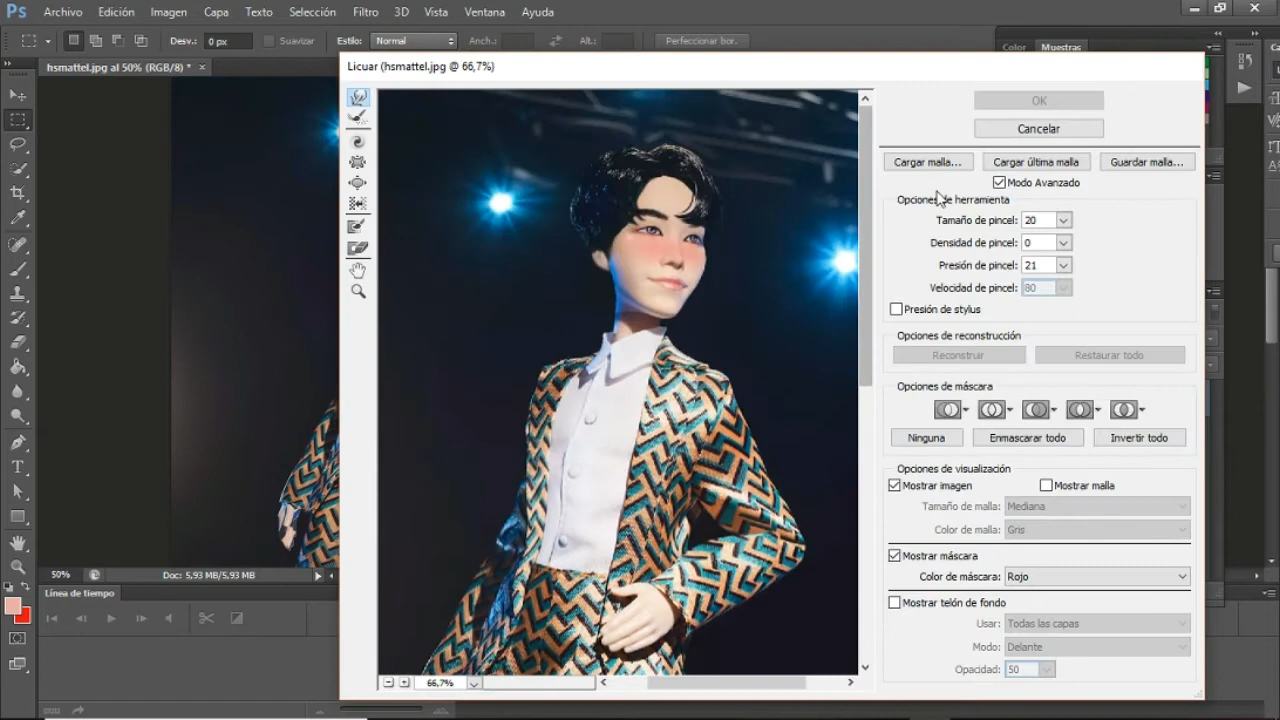 Ps Archivo Edición Imagen Capa Texto Selección Filtro 3D Vista Ventana Ayuda
Desv.: 0 px Suavizar Estilo: Normal Anch.: Alt.: Perfeccionar bor.
Color Muestras
hsmattel.jpg al 50% (RGB/8) * ×
Licuar (hsmattel.jpg @ 66,7%)
OK
Cancelar
Cargar malla... Cargar última malla Guardar malla...
Modo Avanzado
Opciones de herramienta
Tamaño de pincel: 20
Densidad de pincel: 0
Presión de pincel: 21
Velocidad de pincel: 80
Presión de stylus
Opciones de reconstrucción
Reconstruir Restaurar todo
Opciones de máscara
Ninguna Enmascarar todo Invertir todo
Opciones de visualización
Mostrar imagen Mostrar malla
Tamaño de malla: Mediana
Color de malla: Gris
Mostrar máscara
Color de máscara: Rojo
Mostrar telón de fondo
Usar: Todas las capas
Modo: Delante
Opacidad: 50
66,7%
50% Doc: 5,93 MB/5,93 MB
Línea de tiempo